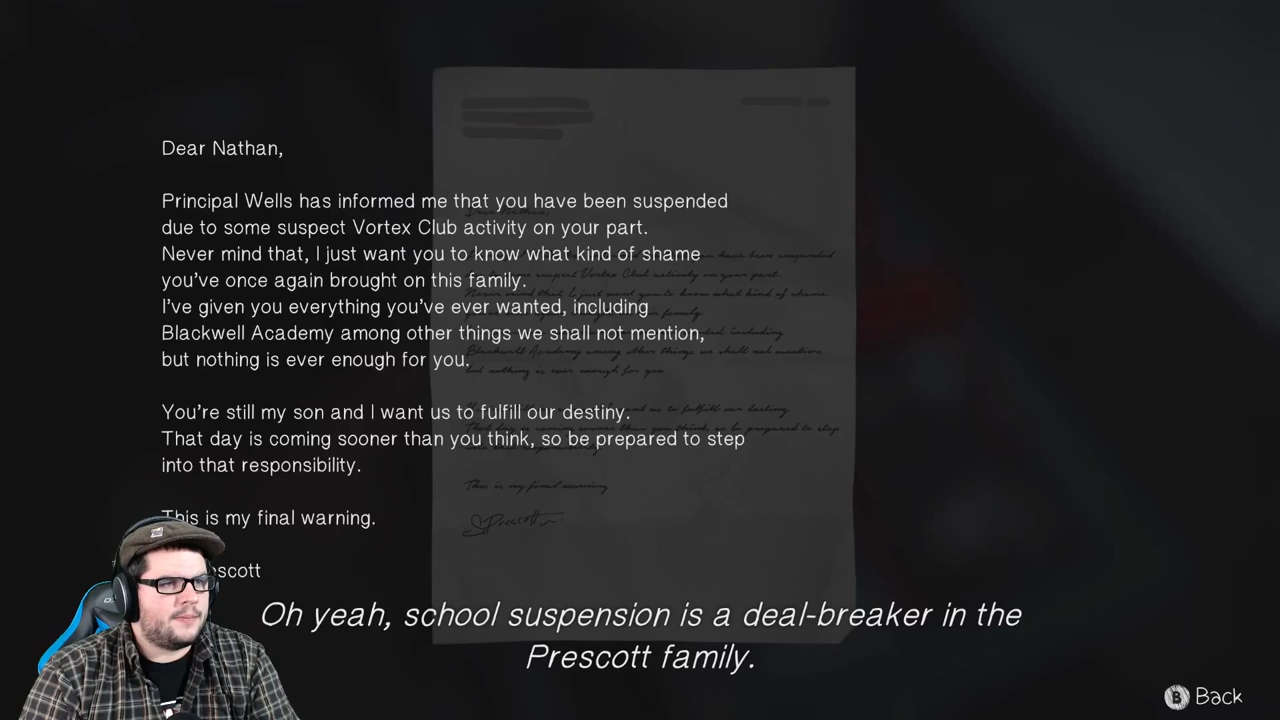 Dear Nathan,
Principal Wells has informed me that you have been suspended
due to some suspect Vortex Club activity on your part.
Never mind that, I just want you to know what kind of shame
you've once again brought on this family.
I've given you everything you've ever wanted, including
Blackwell Academy among other things we shall not mention,
but nothing is ever enough for you.
You're still my son and I want us to fulfill our destiny.
That day is coming sooner than you think, so be prepared to step
into that responsibility.
This is my final warning.
escott
Oh yeah, school suspension is a deal-breaker in the
Prescott family.
B Back